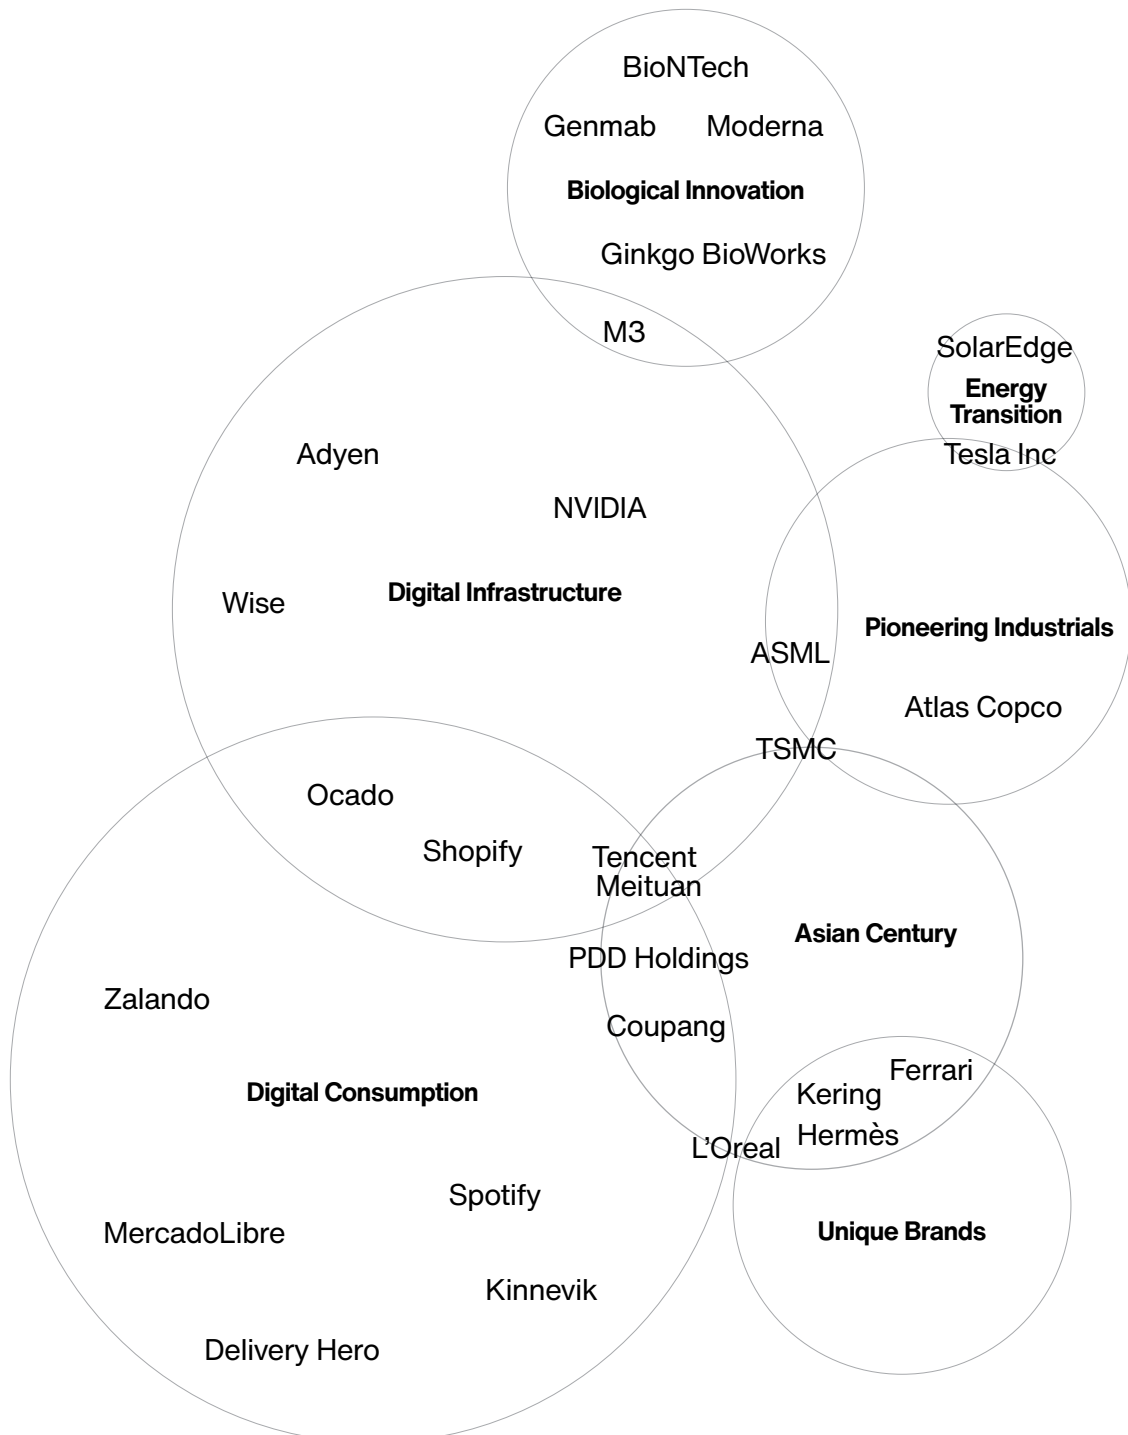 BioNTech
Genmab
Moderna
Biological Innovation
Ginkgo BioWorks
M3
SolarEdge
Energy
Transition
Tesla Inc
Adyen
NVIDIA
Digital Infrastructure
Wise
Pioneering Industrials
ASML
Atlas Copco
TSMC
Ocado
Shopify
Tencent
Meituan
Asian Century
PDD Holdings
Zalando
Coupang
Digital Consumption
Ferrari
Kering
Hermès
L’Oreal
Spotify
MercadoLibre
Unique Brands
Kinnevik
Delivery Hero